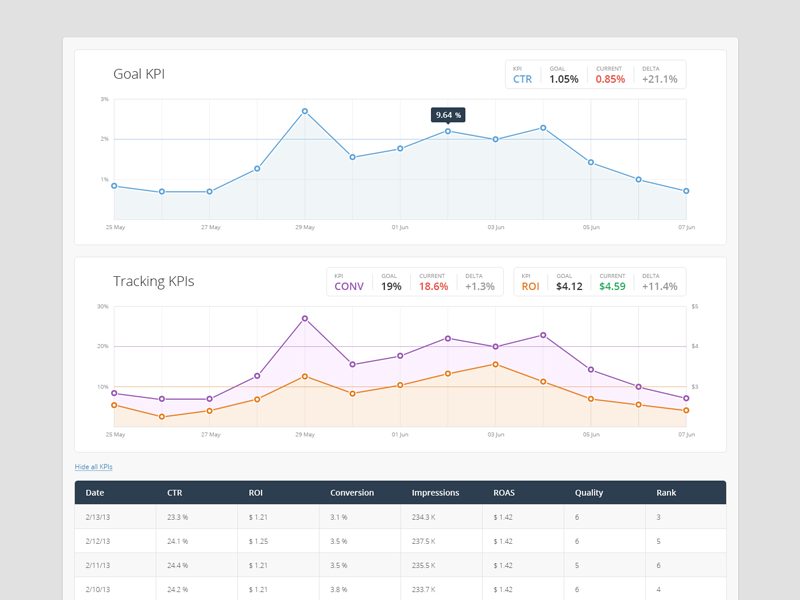 Goal KPI
KPI GOAL CURRENT DELTA
CTR 1.05% 0.85% +21.1%
3%
9.64 %
2%
1%
25 May 27 May 29 May 01 Jun 03 Jun 05 Jun 07 Jun
Tracking KPIs
KPI GOAL CURRENT DELTA KPI GOAL CURRENT DELTA
CONV 19% 18.6% +1.3% ROI $4.12 $4.59 +11.4%
30% $5
20% $4
10% $3
25 May 27 May 29 May 01 Jun 03 Jun 05 Jun 07 Jun
Hide all KPIs
Date CTR ROI Conversion Impressions ROAS Quality Rank
2/13/13 23.3 % $ 1.21 3.1 % 234.3 K $ 1.42 6 3
2/12/13 24.1 % $ 1.25 3.5 % 237.5 K $ 1.42 6 5
2/11/13 24.4 % $ 1.21 3.5 % 235.5 K $ 1.42 5 6
2/10/13 24.2 % $ 1.21 3.8 % 233.7 K $ 1.42 6 4